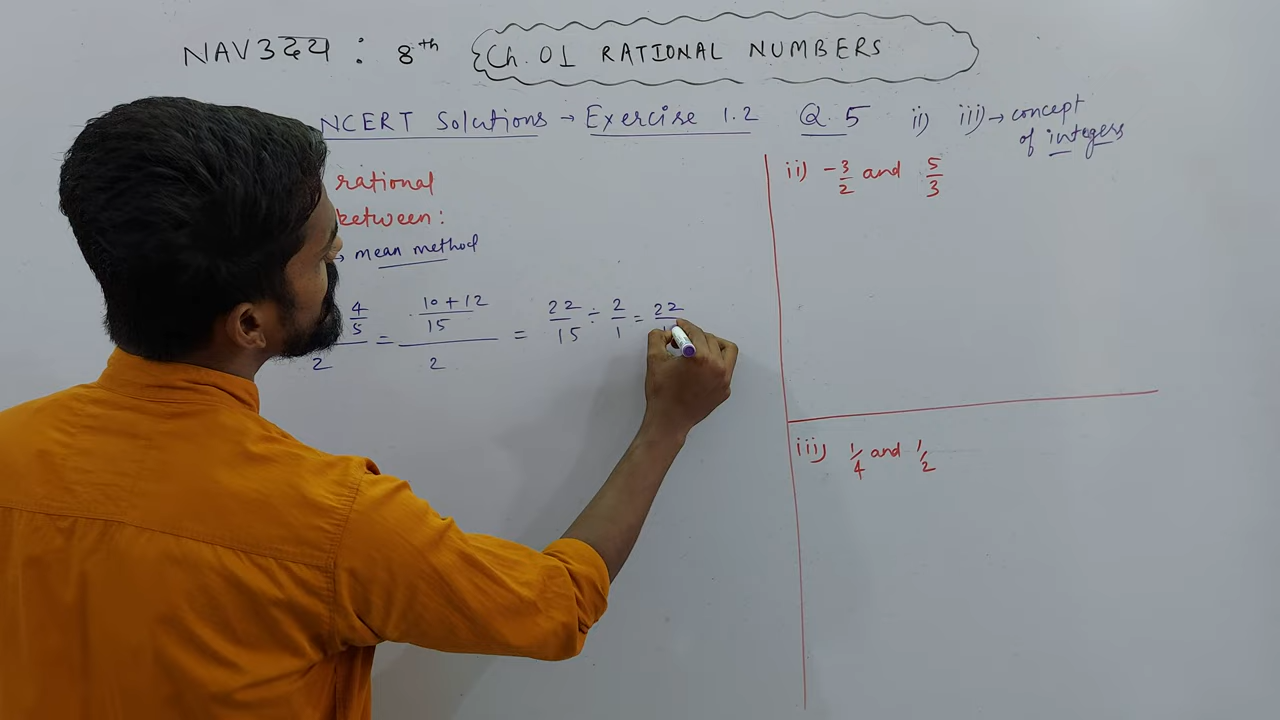 NAV3221 : 8th Ch. 01 RATIONAL NUMBERS
NCERT Solutions → Exercise 1.2 Q. 5 ii) iii) → concept of integers
rational
between:
→ mean method
4/5 / 2 = (10 + 12)/15 / 2 = 22/15 ÷ 2/1 = 22/
ii) -3/2 and 5/3
iii) 1/4 and 1/2